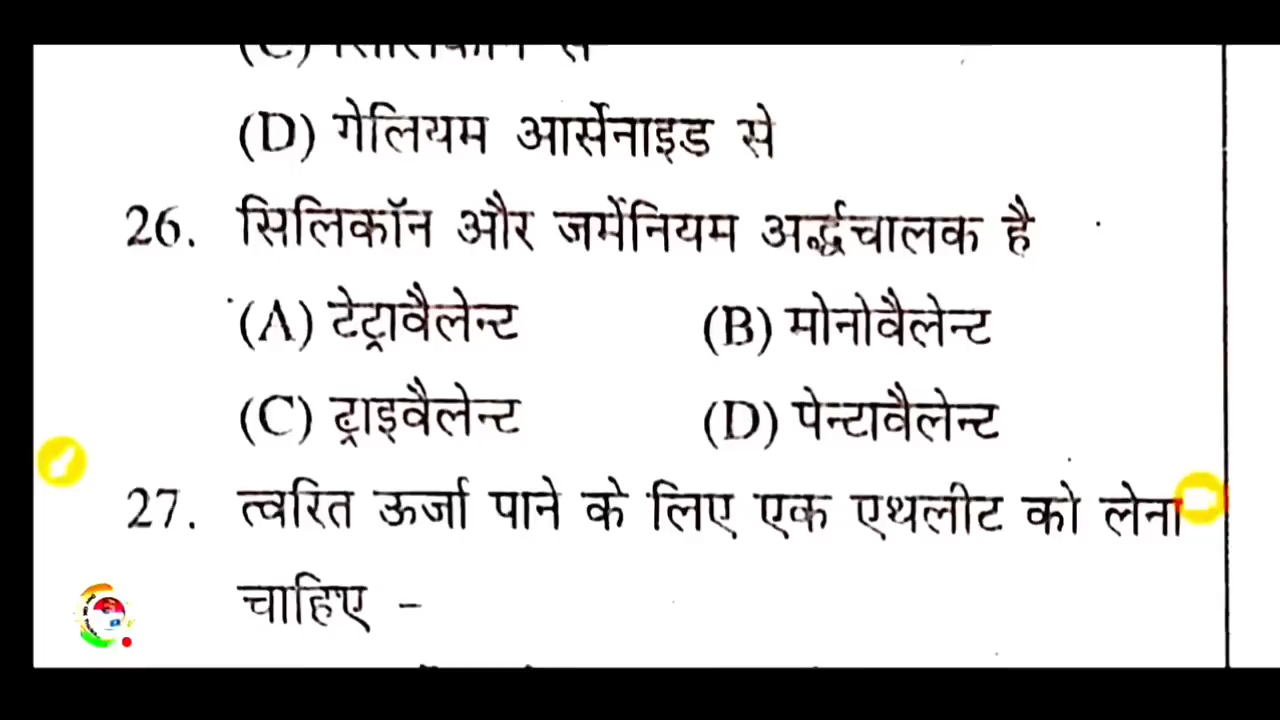 (D) गेलियम आर्सेनाइड से
26. सिलिकॉन और जर्मेनियम अर्द्धचालक है
(A) टेट्रावैलेन्ट (B) मोनोवैलेन्ट
(C) ट्राइवैलेन्ट (D) पेन्टावैलेन्ट
27. त्वरित ऊर्जा पाने के लिए एक एथलीट को लेना
चाहिए -